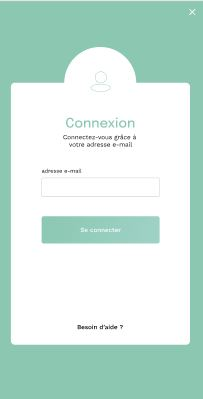 Connexion
Connectez-vous grâce à
votre adresse e-mail
adresse e-mail
Se connecter
Besoin d'aide ?